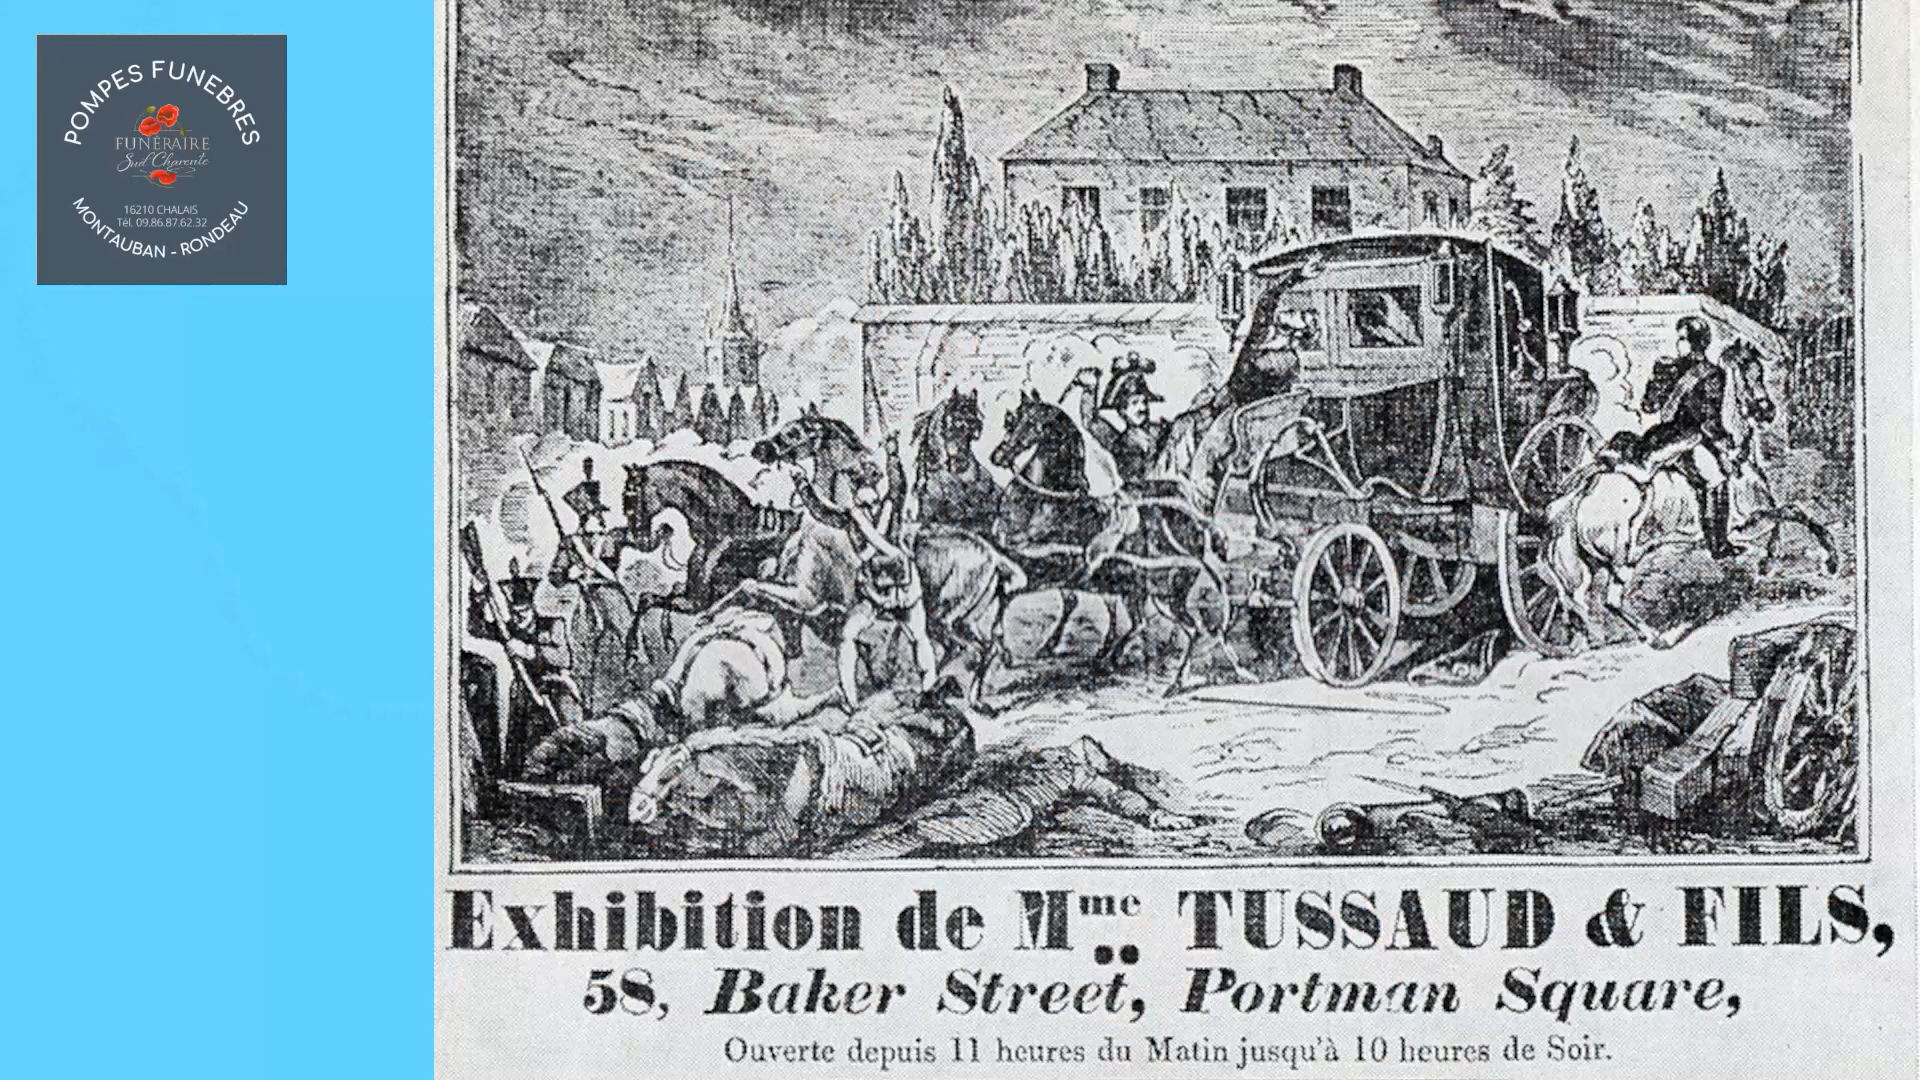 POMPES FUNEBRES
FUNÉRAIRE
Sud Charente
16210 CHALAIS
Tél. 09.86.87.62.32
MONTAUBAN - RONDEAU
Exhibition de Mme TUSSAUD & FILS,
58, Baker Street, Portman Square,
Ouverte depuis 11 heures du Matin jusqu'à 10 heures de Soir.